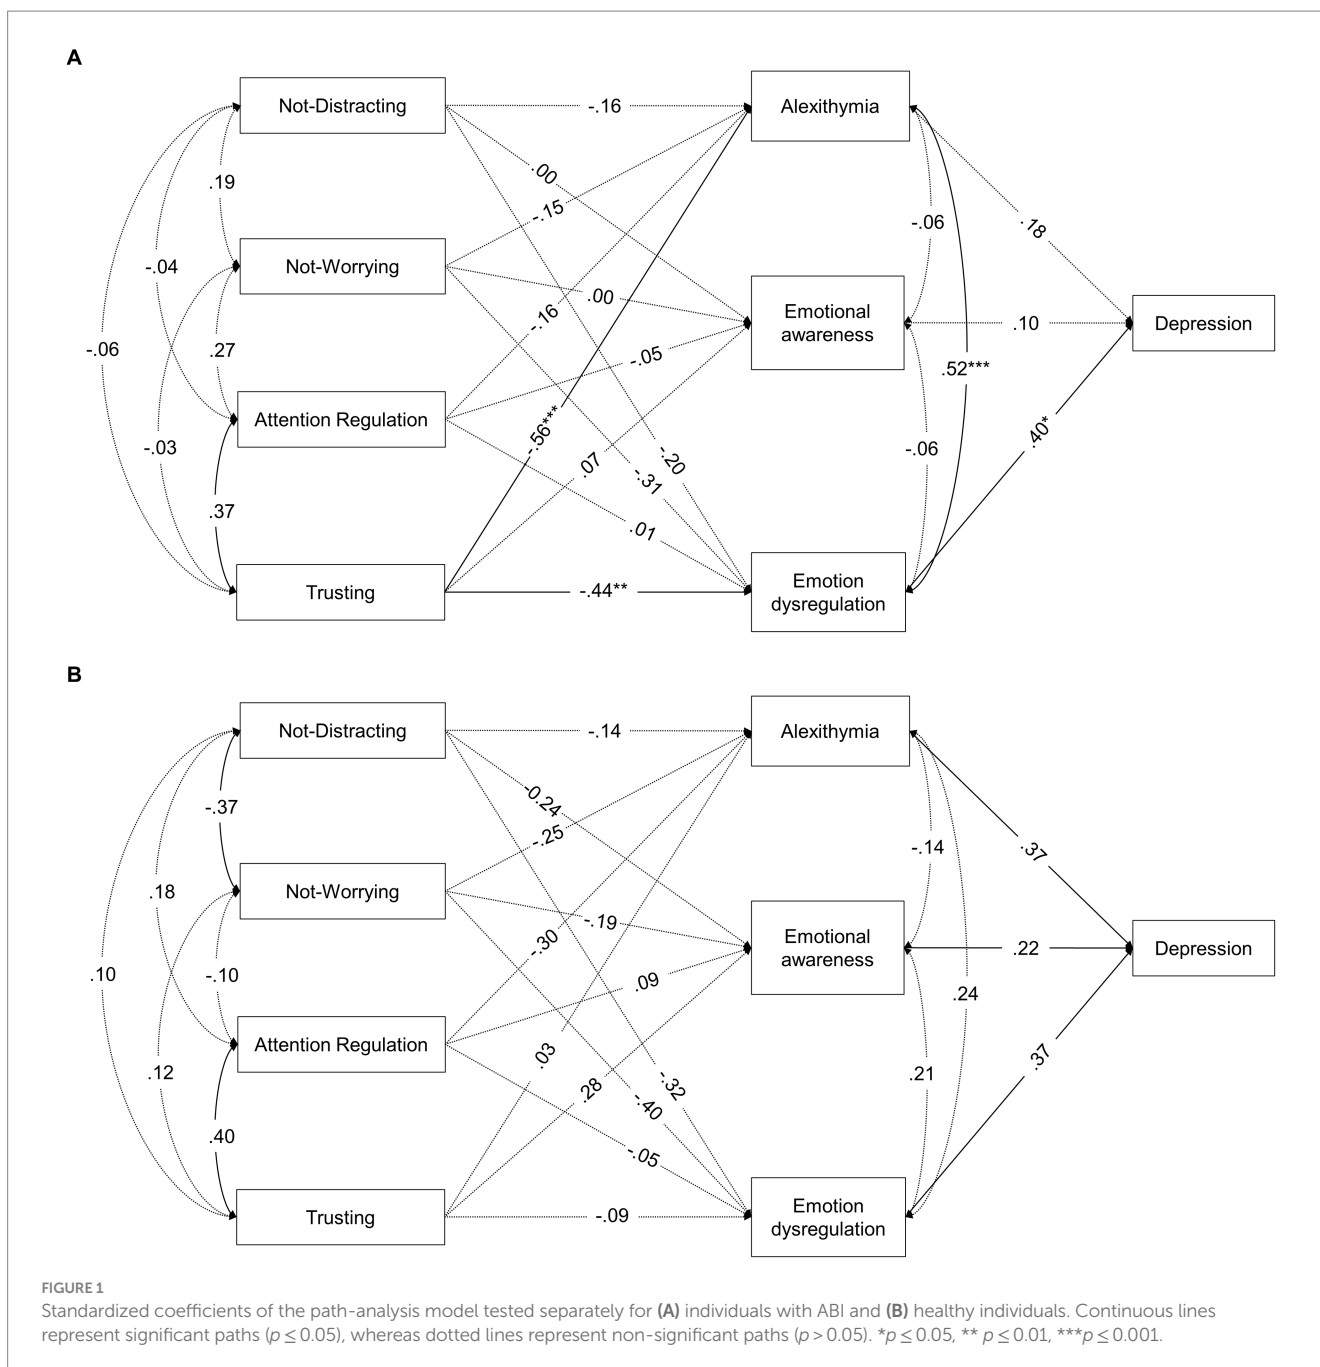 A
Not-Distracting
-.16
Alexithymia
.00
.19
-.15
-.06
.18
Not-Worrying
-.04
.00
Emotional
awareness
-.16
.10
Depression
-.06
.27
-.05
.52***
Attention Regulation
-.56***
.07
-.20
-.31
.40*
-.03
-.06
.37
.01
Trusting
-.44**
Emotion
dysregulation
B
Not-Distracting
-.14
Alexithymia
-.37
-0.24
-.25
-.14
.37
Not-Worrying
.18
-.19
Emotional
awareness
-.30
.22
Depression
.10
-.10
.09
.24
Attention Regulation
.03
.28
-.32
-.40
.37
.12
.21
.40
-.05
Trusting
-.09
Emotion
dysregulation
FIGURE 1
Standardized coefficients of the path-analysis model tested separately for (A) individuals with ABI and (B) healthy individuals. Continuous lines
represent significant paths (p ≤ 0.05), whereas dotted lines represent non-significant paths (p > 0.05). *p ≤ 0.05, ** p ≤ 0.01, ***p ≤ 0.001.